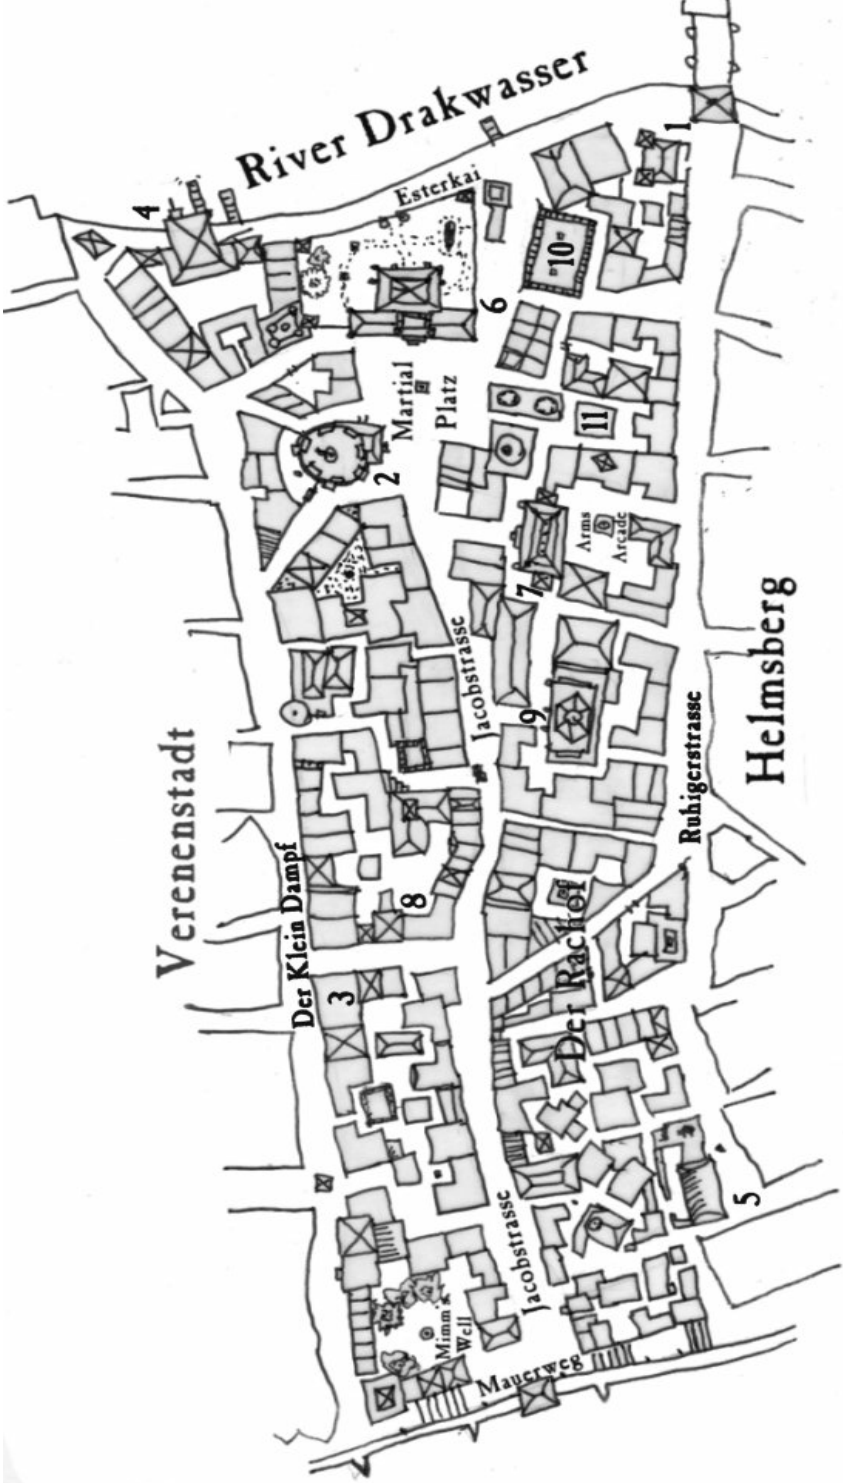 River Drakwasser
Esterkai
4
1
10
6
Martial
Platz
2
11
Arms
Arcade
7
Jacobstrasse
9
Verenenstadt
Helmsberg
Ruhigerstrasse
Der Klein Dampf
8
3
Der Rachof
5
Jacobstrasse
Mimm's
Well
Mauerweg